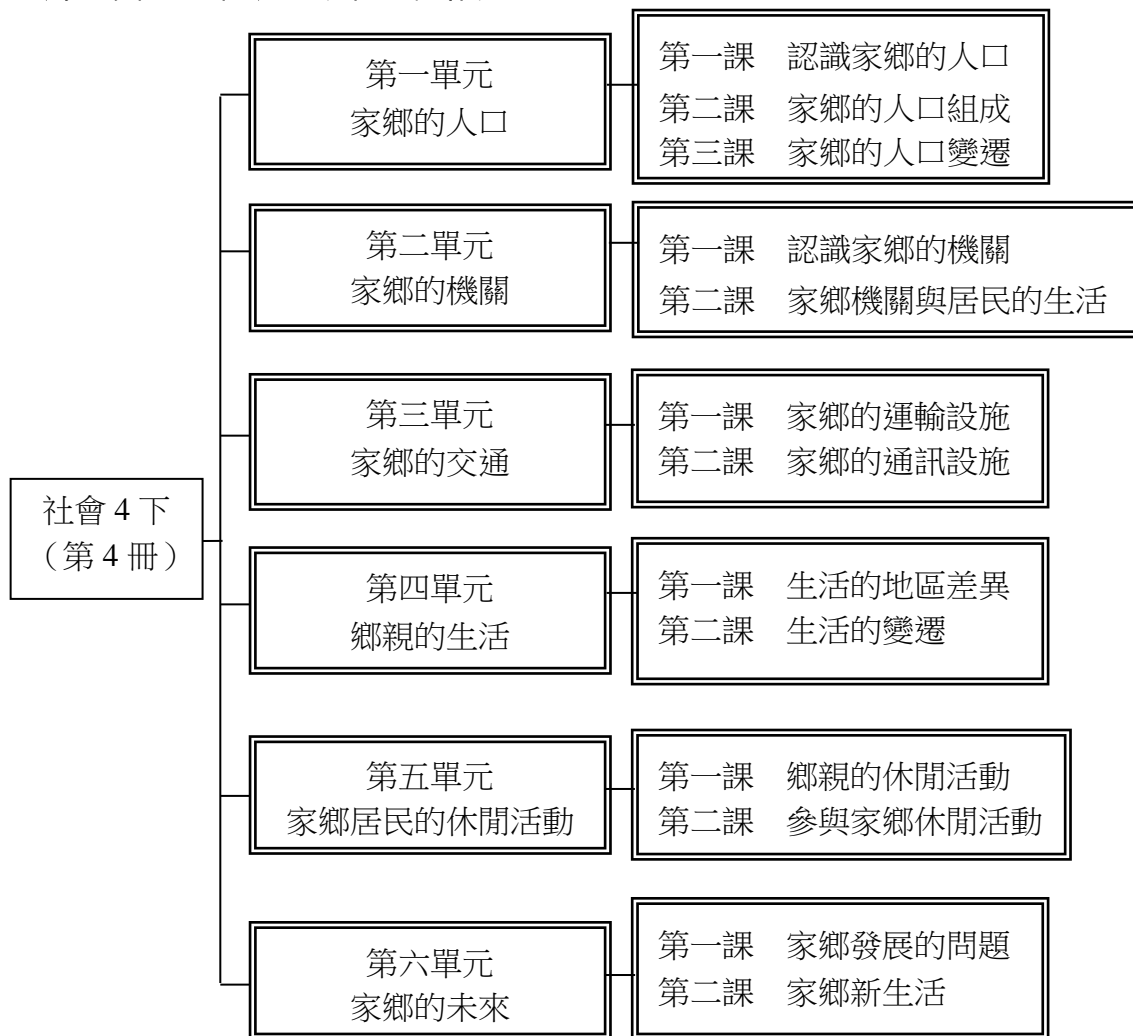 社會 4 下
（第 4 冊）
第一單元
家鄉的人口
第一課 認識家鄉的人口
第二課 家鄉的人口組成
第三課 家鄉的人口變遷
第二單元
家鄉的機關
第一課 認識家鄉的機關
第二課 家鄉機關與居民的生活
第三單元
家鄉的交通
第一課 家鄉的運輸設施
第二課 家鄉的通訊設施
第四單元
鄉親的生活
第一課 生活的地區差異
第二課 生活的變遷
第五單元
家鄉居民的休閒活動
第一課 鄉親的休閒活動
第二課 參與家鄉休閒活動
第六單元
家鄉的未來
第一課 家鄉發展的問題
第二課 家鄉新生活